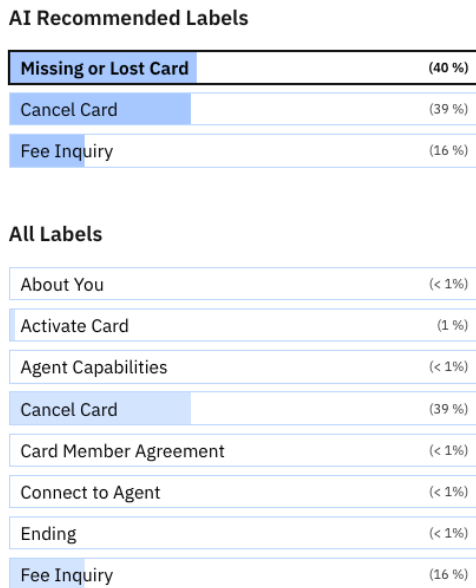 AI Recommended Labels
Missing or Lost Card (40 %)
Cancel Card (39 %)
Fee Inquiry (16 %)
All Labels
About You (< 1%)
Activate Card (1 %)
Agent Capabilities (< 1%)
Cancel Card (39 %)
Card Member Agreement (< 1%)
Connect to Agent (< 1%)
Ending (< 1%)
Fee Inquiry (16 %)